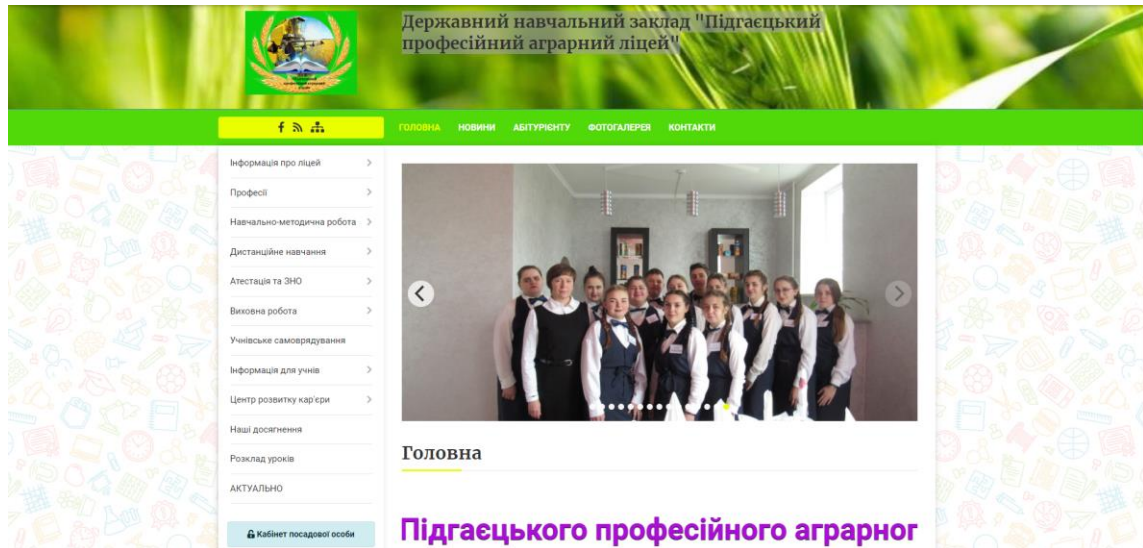 Державний навчальний заклад "Підгаєцький
професійний аграрний ліцей"
ГОЛОВНА НОВИНИ АБІТУРІЄНТУ ФОТОГАЛЕРЕЯ КОНТАКТИ
Інформація про ліцей
Професії
Навчально-методична робота
Дистанційне навчання
Атестація та ЗНО
Виховна робота
Учнівське самоврядування
Інформація для учнів
Центр розвитку кар'єри
Наші досягнення
Розклад уроків
АКТУАЛЬНО
Кабінет посадової особи
Головна
Підгаєцького професійного аграрног